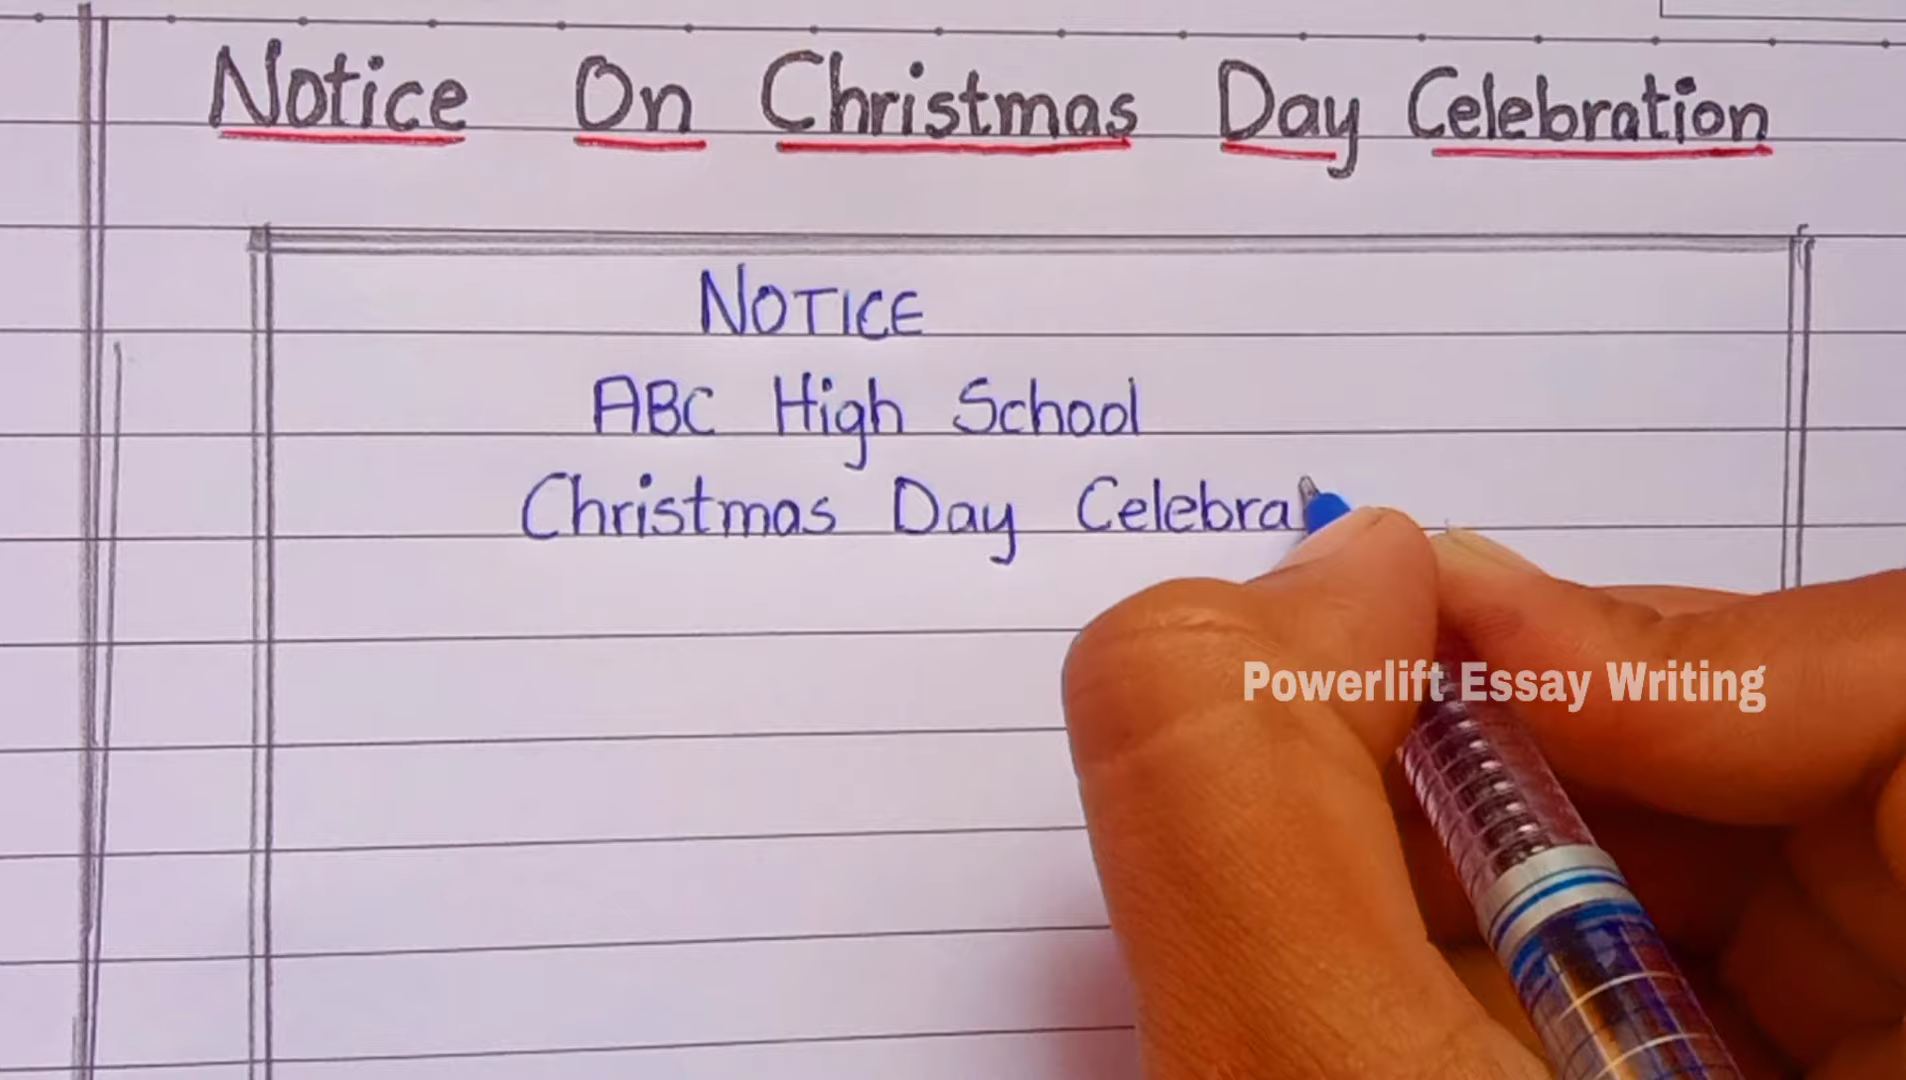 Notice On Christmas Day Celebration
NOTICE
ABC High School
Christmas Day Celebra
Powerlift Essay Writing